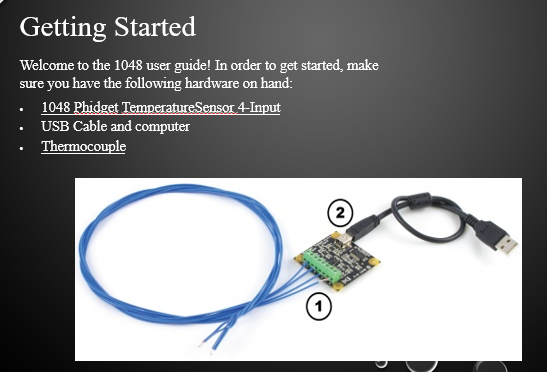 Getting Started
Welcome to the 1048 user guide! In order to get started, make
sure you have the following hardware on hand:
• 1048 Phidget TemperatureSensor 4-Input
• USB Cable and computer
• Thermocouple
2
1